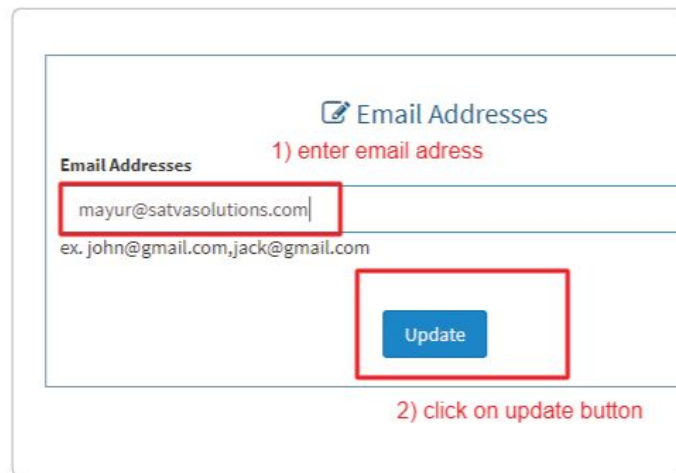 Email Addresses
1) enter email adress
Email Addresses
mayur@satvasolutions.com
ex. john@gmail.com,jack@gmail.com
Update
2) click on update button